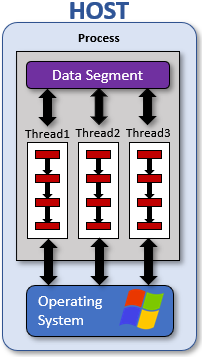 HOST
Process
Data Segment
Thread1 Thread2 Thread3
Operating
System